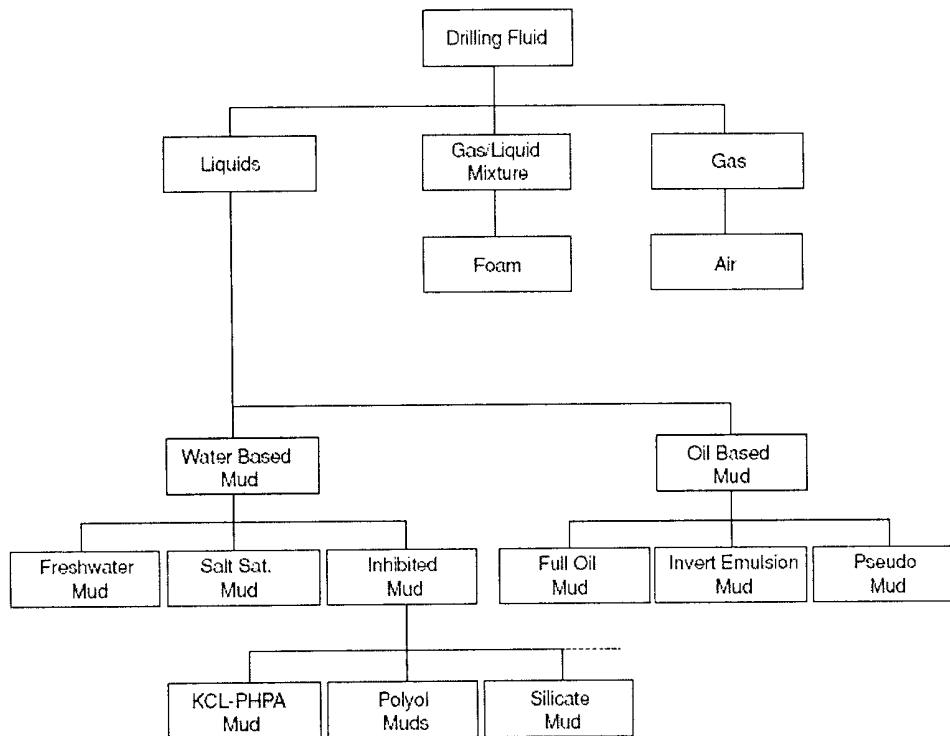 Drilling Fluid
Liquids
Gas/Liquid
Mixture
Gas
Foam
Air
Water Based
Mud
Oil Based
Mud
Freshwater
Mud
Salt Sat.
Mud
Inhibited
Mud
Full Oil
Mud
Invert Emulsion
Mud
Pseudo
Mud
KCL-PHPA
Mud
Polyol
Muds
Silicate
Mud